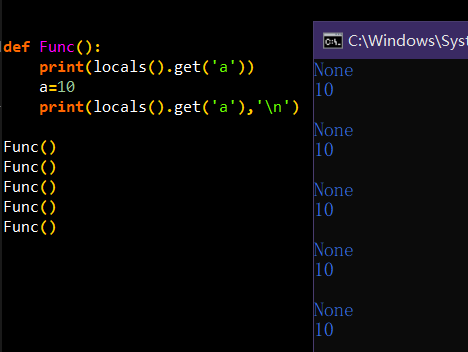 def Func():
    print(locals().get('a'))
    a=10
    print(locals().get('a'),'\n')
Func()
Func()
Func()
Func()
Func()
C:\Windows\Syst
None
10
None
10
None
10
None
10
None
10